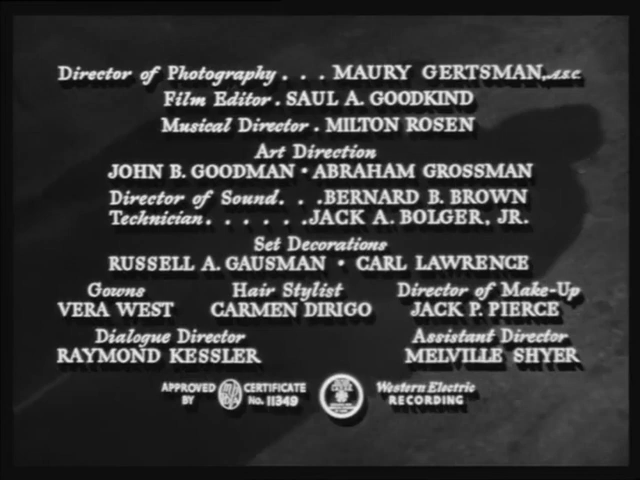 Director of Photography . . . MAURY GERTSMAN, A.S.C.
Film Editor . SAUL A. GOODKIND
Musical Director . MILTON ROSEN
Art Direction
JOHN B. GOODMAN • ABRAHAM GROSSMAN
Director of Sound . . . BERNARD B. BROWN
Technician . . . . . . JACK A. BOLGER, JR.
Set Decorations
RUSSELL A. GAUSMAN • CARL LAWRENCE
Gowns Hair Stylist Director of Make-Up
VERA WEST CARMEN DIRIGO JACK P. PIERCE
Dialogue Director Assistant Director
RAYMOND KESSLER MELVILLE SHYER
APPROVED CERTIFICATE Western Electric
BY No. 11349 RECORDING